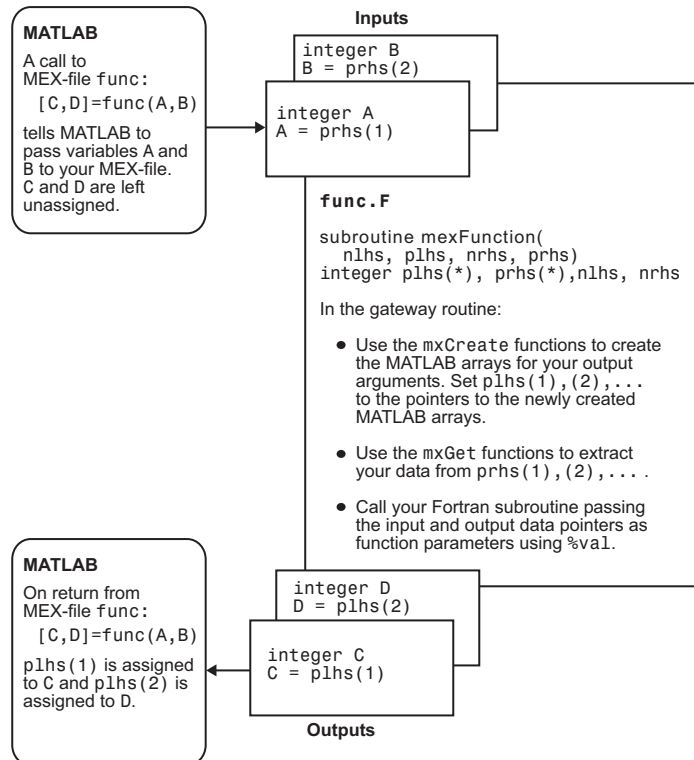 MATLAB
A call to
MEX-file func:
[C,D]=func(A,B)
tells MATLAB to
pass variables A and
B to your MEX-file.
C and D are left
unassigned.
Inputs
integer B
B = prhs(2)
integer A
A = prhs(1)
func.F
subroutine mexFunction(
nlhs, plhs, nrhs, prhs)
integer plhs(*), prhs(*),nlhs, nrhs
In the gateway routine:
● Use the mxCreate functions to create
the MATLAB arrays for your output
arguments. Set plhs(1),(2),...
to the pointers to the newly created
MATLAB arrays.
● Use the mxGet functions to extract
your data from prhs(1),(2),... .
● Call your Fortran subroutine passing
the input and output data pointers as
function parameters using %val.
MATLAB
On return from
MEX-file func:
[C,D]=func(A,B)
plhs(1) is assigned
to C and plhs(2) is
assigned to D.
integer D
D = plhs(2)
integer C
C = plhs(1)
Outputs